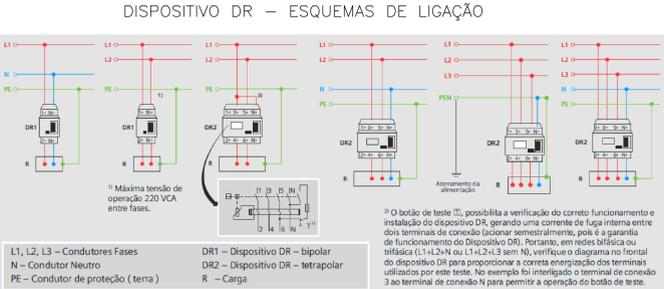 DISPOSITIVO DR – ESQUEMAS DE LIGAÇÃO
L1 N PE
L1 L2 PE
L1 L2 PE
L1 L2 N PE
L1 L2 L3 PEN
L1 L2 L3 N PE
1)
2)
DR1
DR1
DR2
DR2
DR2
DR2
R
R
R
R
R
R
Aterramento da
alimentação
1) Máxima tensão de
operação 220 VCA
entre fases.
1 3 5 N
2 4 6 N
2) O botão de teste T, possibilita a verificação do correto funcionamento e
instalação do dispositivo DR, gerando uma corrente de fuga interna entre
dois terminais de conexão (acionar semestralmente, pois é a garantia
de funcionamento do Dispositivo DR). Portanto, em redes bifásica ou
trifásica (L1+L2+N ou L1+L2+L3 sem N), verifique o diagrama no frontal
do dispositivo DR para proporcionar a correta energização dos terminais
utilizados por este teste. No exemplo foi interligado o terminal de conexão
3 ao terminal de conexão N para permitir a operação do botão de teste.
L1, L2, L3 – Condutores Fases
N – Condutor Neutro
PE – Condutor de proteção ( terra )
DR1 – Dispositivo DR – bipolar
DR2 – Dispositivo DR – tetrapolar
R – Carga